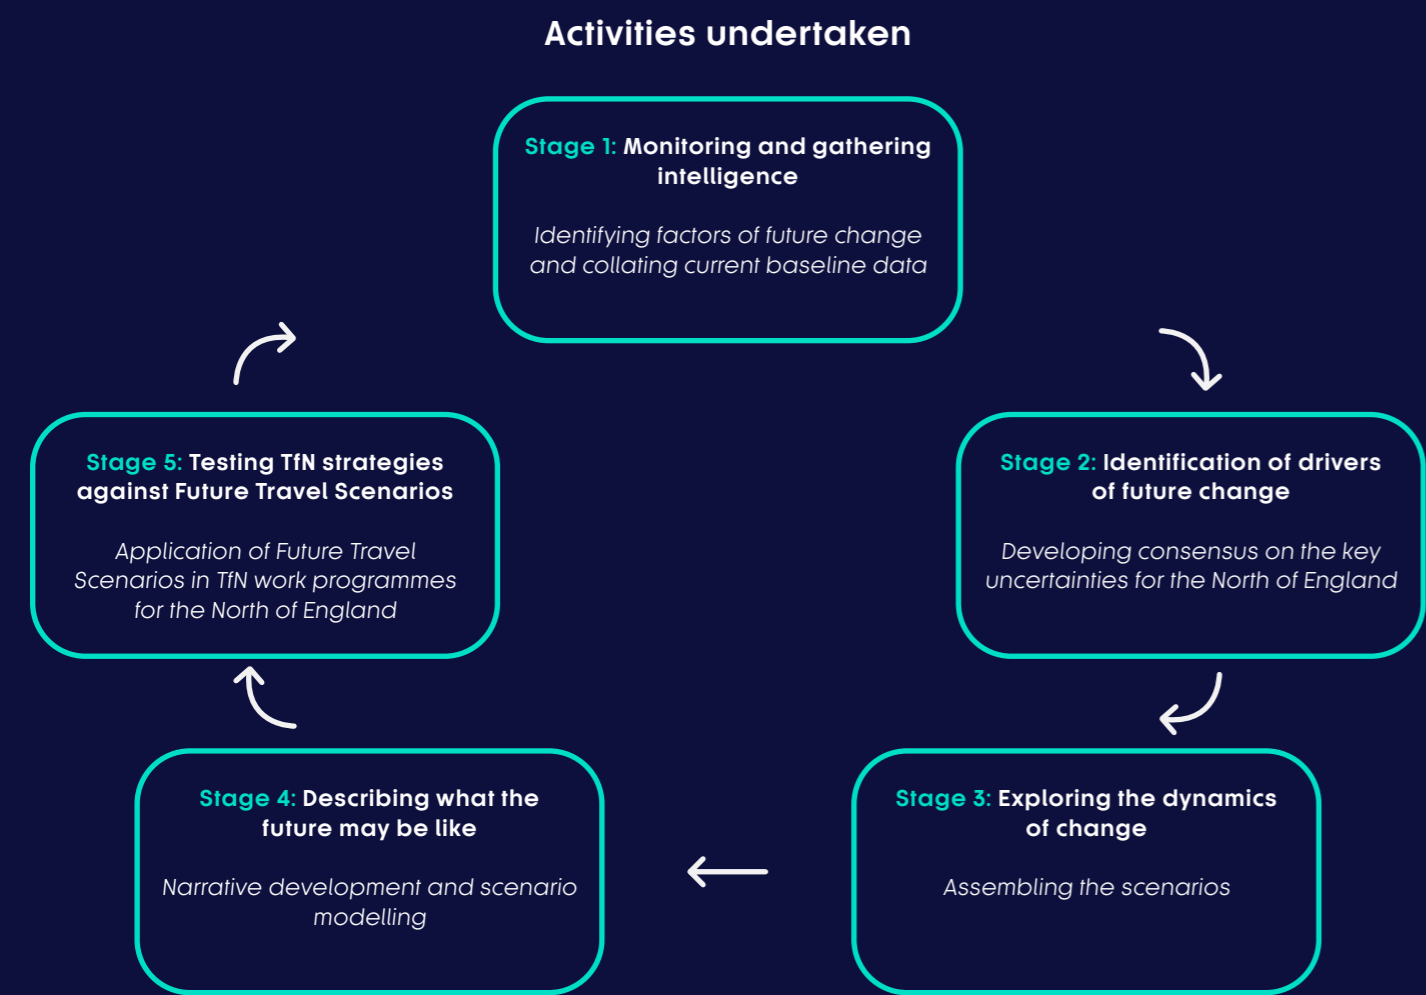 Activities undertaken
Stage 1: Monitoring and gathering
intelligence
Identifying factors of future change
and collating current baseline data
Stage 2: Identification of drivers
of future change
Developing consensus on the key
uncertainties for the North of England
Stage 3: Exploring the dynamics
of change
Assembling the scenarios
Stage 4: Describing what the
future may be like
Narrative development and scenario
modelling
Stage 5: Testing TfN strategies
against Future Travel Scenarios
Application of Future Travel
Scenarios in TfN work programmes
for the North of England